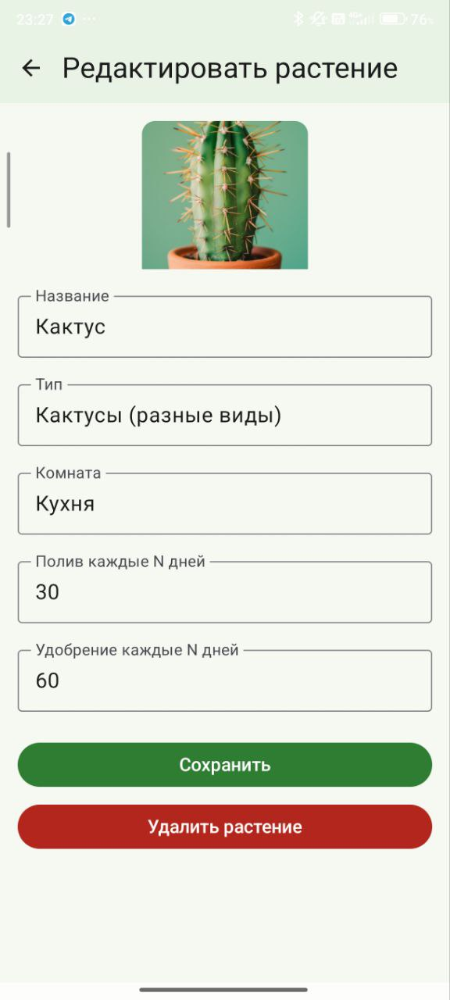 23:27
76%
Редактировать растение
Название
Кактус
Тип
Кактусы (разные виды)
Комната
Кухня
Полив каждые N дней
30
Удобрение каждые N дней
60
Сохранить
Удалить растение